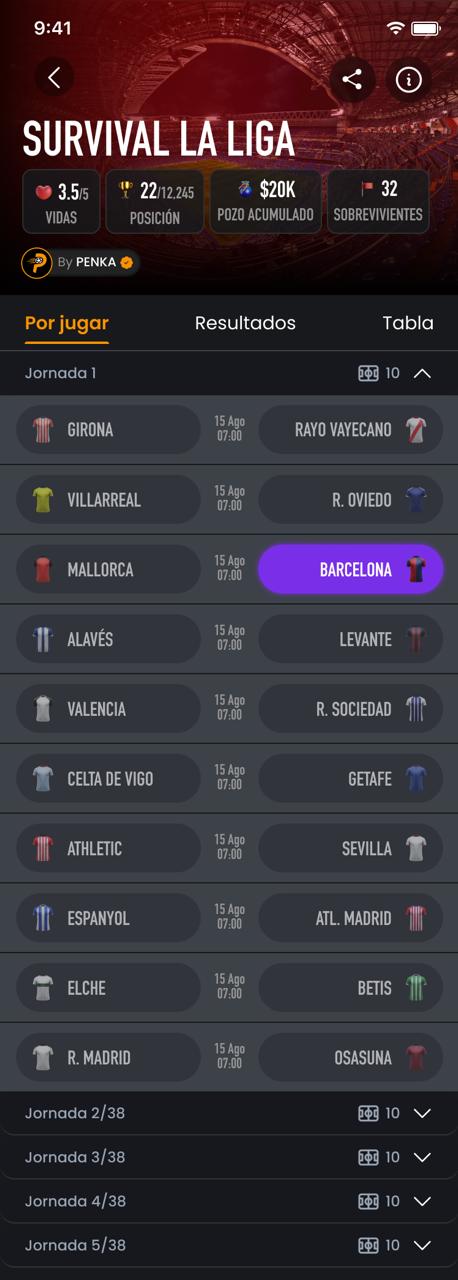 9:41
SURVIVAL LA LIGA
3.5/5
VIDAS
22/12,245
POSICIÓN
$20K
POZO ACUMULADO
32
SOBREVIVIENTES
By PENKA
Por jugar Resultados Tabla
Jornada 1 10
GIRONA 15 Ago 07:00 RAYO VAYECANO
VILLARREAL 15 Ago 07:00 R. OVIEDO
MALLORCA 15 Ago 07:00 BARCELONA
ALAVÉS 15 Ago 07:00 LEVANTE
VALENCIA 15 Ago 07:00 R. SOCIEDAD
CELTA DE VIGO 15 Ago 07:00 GETAFE
ATHLETIC 15 Ago 07:00 SEVILLA
ESPANYOL 15 Ago 07:00 ATL. MADRID
ELCHE 15 Ago 07:00 BETIS
R. MADRID 15 Ago 07:00 OSASUNA
Jornada 2/38 10
Jornada 3/38 10
Jornada 4/38 10
Jornada 5/38 10